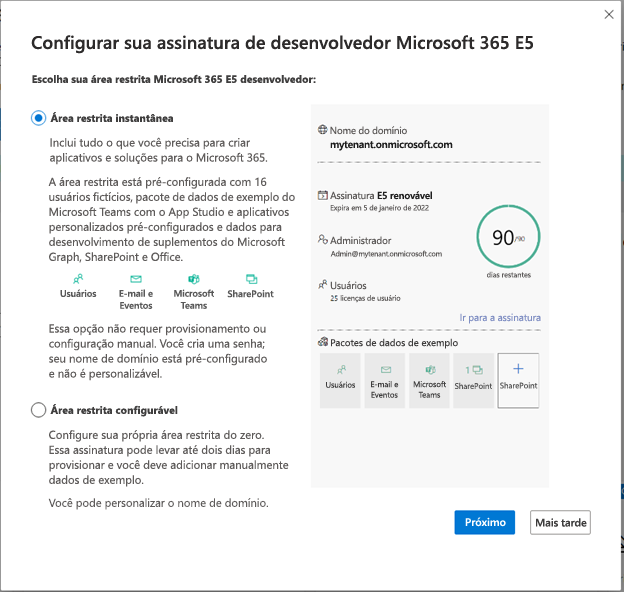 Configurar sua assinatura de desenvolvedor Microsoft 365 E5
Escolha sua área restrita Microsoft 365 E5 desenvolvedor:
Área restrita instantânea
Inclui tudo o que você precisa para criar
aplicativos e soluções para o Microsoft 365.
A área restrita está pré-configurada com 16
usuários fictícios, pacote de dados de exemplo do
Microsoft Teams com o App Studio e aplicativos
personalizados pré-configurados e dados para
desenvolvimento de suplementos do Microsoft
Graph, SharePoint e Office.
Usuários
E-mail e
Eventos
Microsoft
Teams
SharePoint
Essa opção não requer provisionamento ou
configuração manual. Você cria uma senha;
seu nome de domínio está pré-configurado
e não é personalizável.
Área restrita configurável
Configure sua própria área restrita do zero.
Essa assinatura pode levar até dois dias para
provisionar e você deve adicionar manualmente
dados de exemplo.
Você pode personalizar o nome de domínio.
Nome do domínio
mytenant.onmicrosoft.com
Assinatura E5 renovável
Expira em 5 de janeiro de 2022
Administrador
Admin@mytenant.onmicrosoft.com
Usuários
25 licenças de usuário
90/90
dias restantes
Ir para a assinatura
Pacotes de dados de exemplo
Usuários
E-mail e
Eventos
Microsoft
Teams
1
SharePoint
+
SharePoint
Próximo
Mais tarde